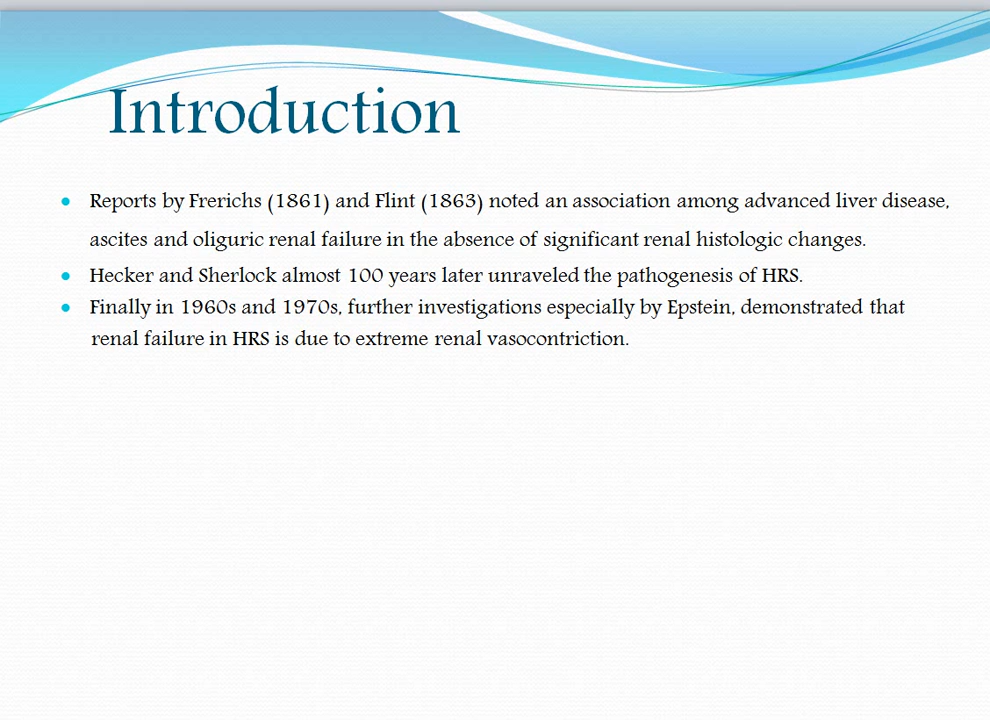 Introduction
Reports by Frerichs (1861) and Flint (1863) noted an association among advanced liver disease,
ascites and oliguric renal failure in the absence of significant renal histologic changes.
Hecker and Sherlock almost 100 years later unraveled the pathogenesis of HRS.
Finally in 1960s and 1970s, further investigations especially by Epstein, demonstrated that
renal failure in HRS is due to extreme renal vasocontriction.